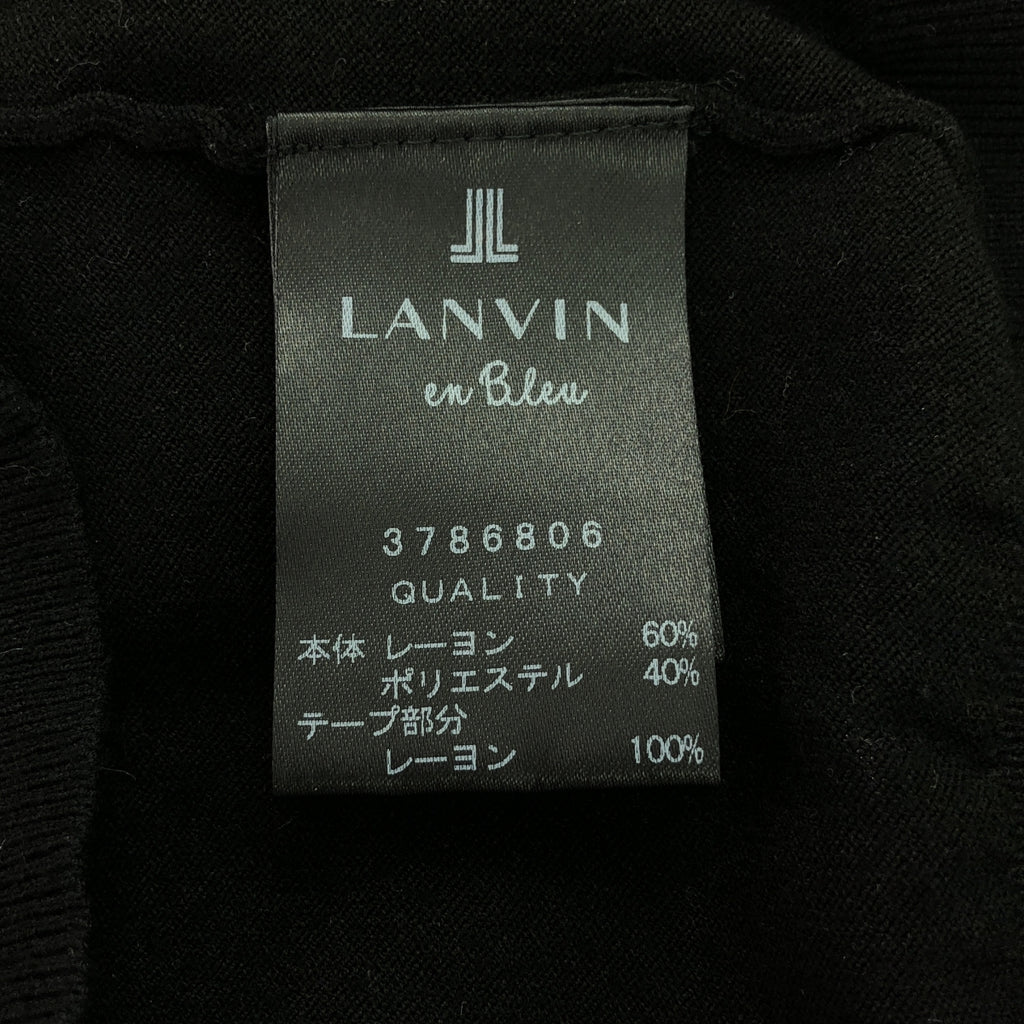 LANVIN
en Bleu
3786806
QUALITY
本体 レーヨン 60%
ポリエステル 40%
テープ部分
レーヨン 100%